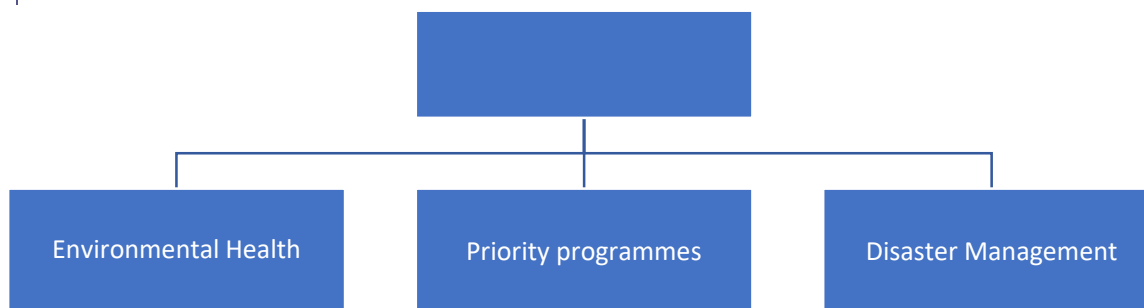 Environmental Health
Priority programmes
Disaster Management